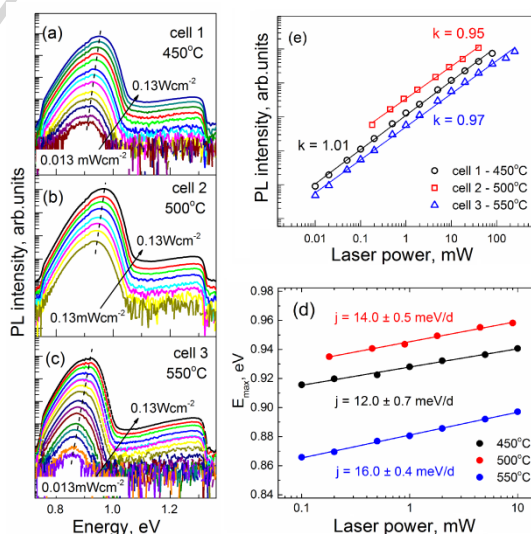 PL intensity, arb.units
(a)
cell 1
450°C
0.13Wcm-2
0.013 mWcm-2
(b)
cell 2
500°C
0.13Wcm-2
0.13mWcm-2
(c)
cell 3
550°C
0.13Wcm-2
0.013mWcm-2
0.8 1.0 1.2
Energy, eV
(e)
PL intensity, arb.units
k = 0.95
k = 0.97
k = 1.01
cell 1 - 450°C
cell 2 - 500°C
cell 3 - 550°C
0.01 0.1 1 10 100
Laser power, mW
(d)
Emax, eV
0.98
0.96
0.94
0.92
0.90
0.88
0.86
0.84
j = 14.0 ± 0.5 meV/d
j = 12.0 ± 0.7 meV/d
j = 16.0 ± 0.4 meV/d
450°C
500°C
550°C
0.1 1 10
Laser power, mW